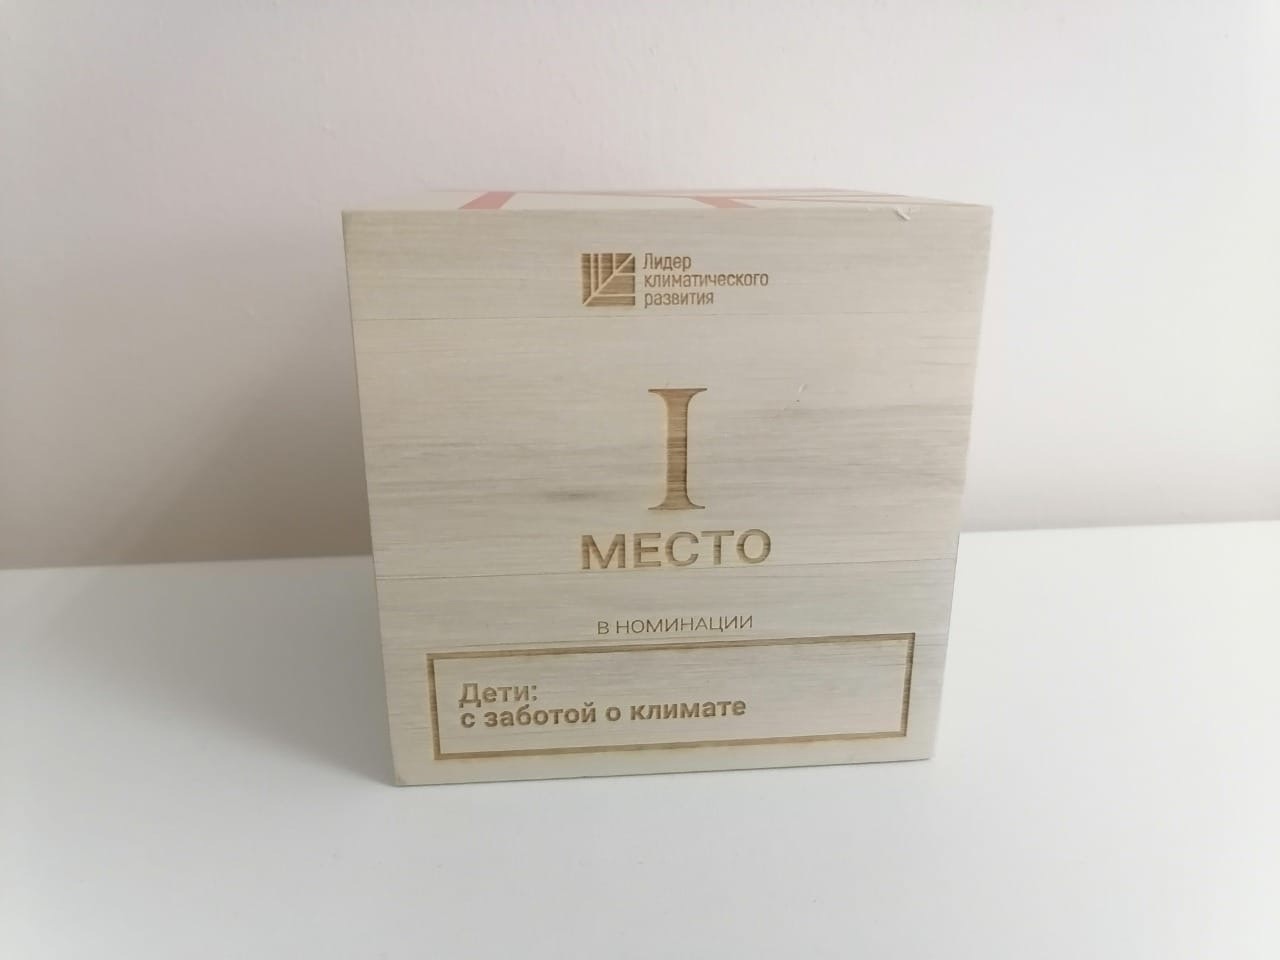 Лидер
климатического
развития
I
МЕСТО
В НОМИНАЦИИ
Дети:
с заботой о климате